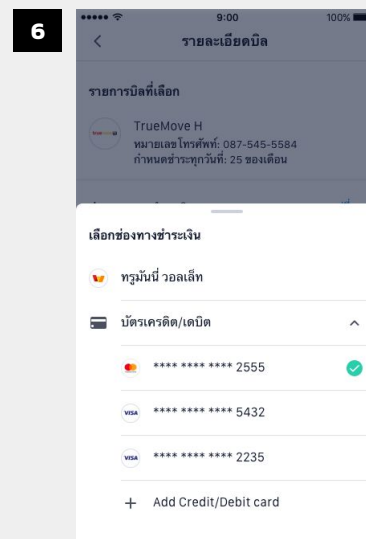 6
9:00
100%
รายละเอียดบิล
รายการบิลที่เลือก
TrueMove H
หมายเลขโทรศัพท์: 087-545-5584
กำหนดชำระทุกวันที่: 25 ของเดือน
เลือกช่องทางชำระเงิน
ทรูมันนี่ วอลเล็ท
บัตรเครดิต/เดบิต
**** **** **** 2555
VISA **** **** **** 5432
VISA **** **** **** 2235
+ Add Credit/Debit card